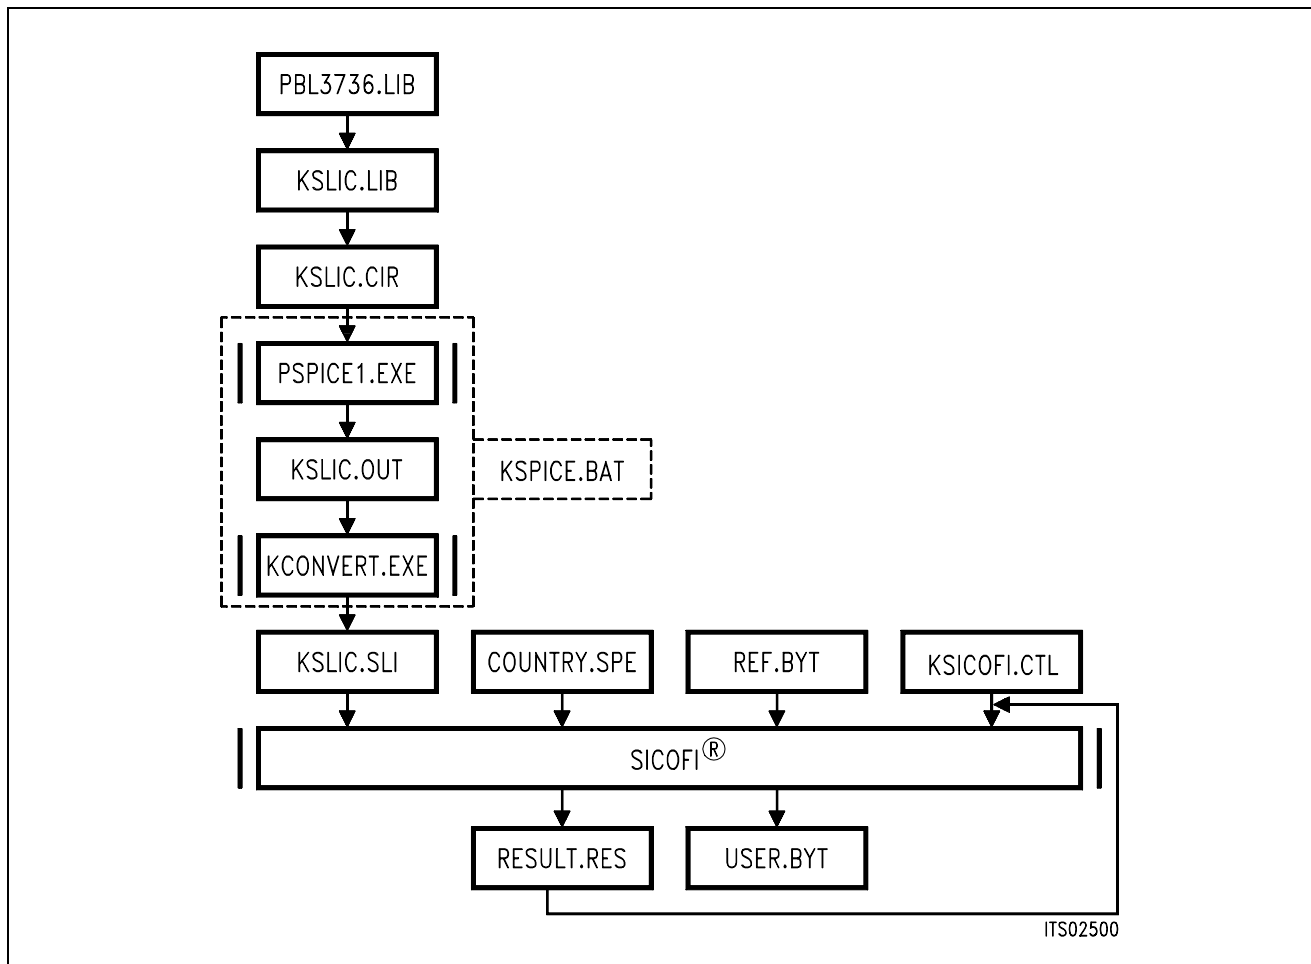 PBL3736.LIB
KSLIC.LIB
KSLIC.CIR
PSPICE1.EXE
KSLIC.OUT
KSPICE.BAT
KCONVERT.EXE
KSLIC.SLI
COUNTRY.SPE
REF.BYT
KSICOFI.CTL
SICOFI®
RESULT.RES
USER.BYT
ITS02500